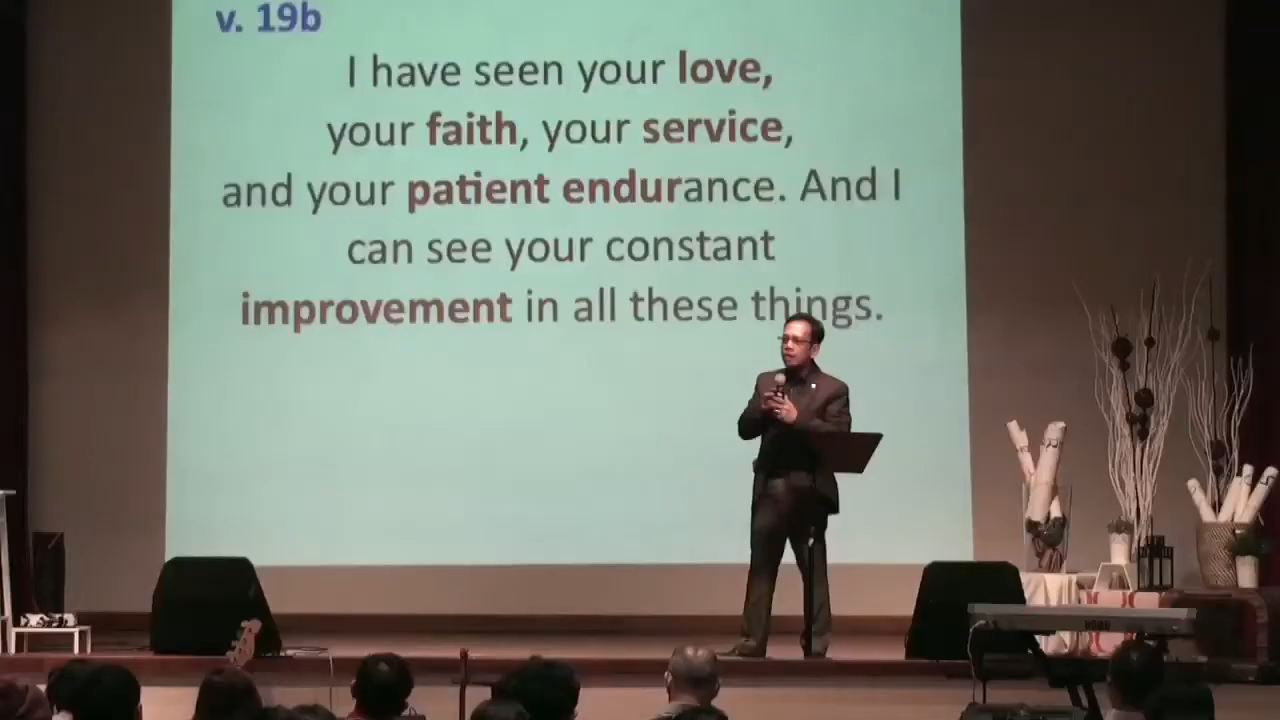 v. 19b
I have seen your love,
your faith, your service,
and your patient endurance. And I
can see your constant
improvement in all these things.
KORG